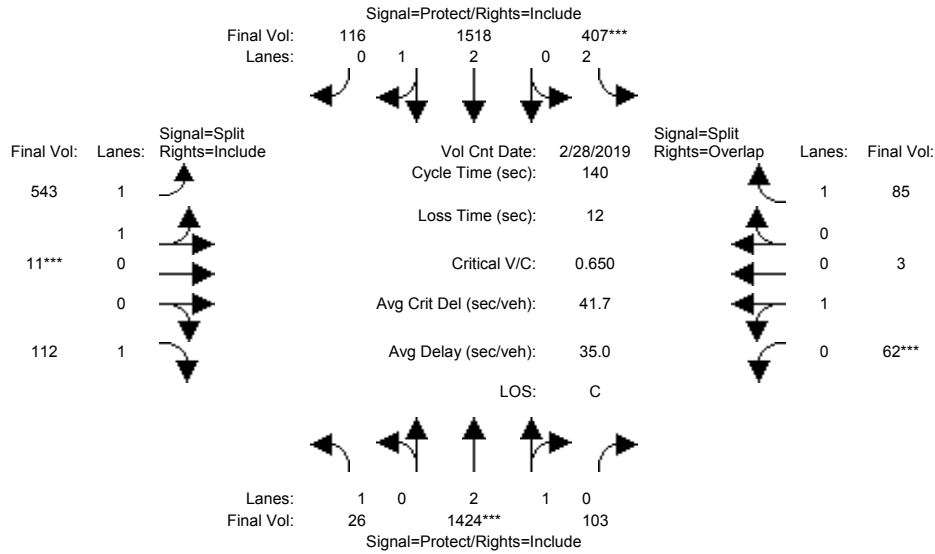 Signal=Protect/Rights=Include
Final Vol: 116 1518 407***
Lanes: 0 1 2 0 2
Signal=Split
Final Vol: Lanes: Rights=Include
Vol Cnt Date: 2/28/2019
Signal=Split
Rights=Overlap Lanes: Final Vol:
Cycle Time (sec): 140
543 1
1 85
Loss Time (sec): 12
1
0
11*** 0
Critical V/C: 0.650
0 3
0
Avg Crit Del (sec/veh): 41.7
1
112 1
Avg Delay (sec/veh): 35.0
0 62***
LOS: C
Lanes: 1 0 2 1 0
Final Vol: 26 1424*** 103
Signal=Protect/Rights=Include